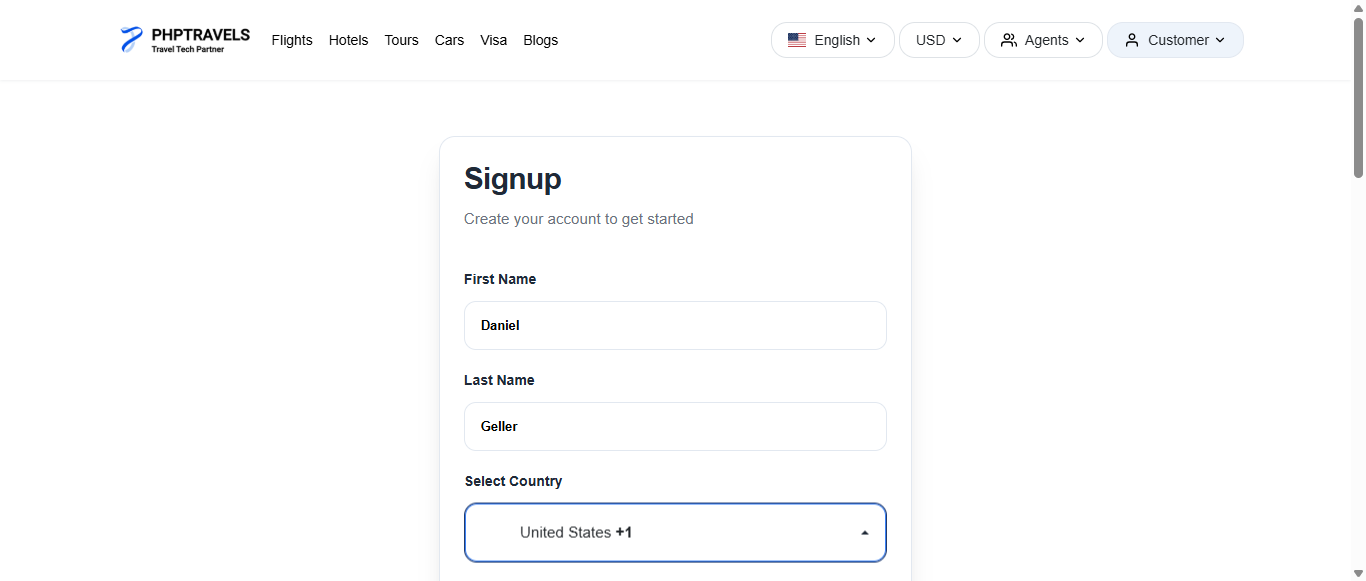 PHPTRAVELS
Travel Tech Partner
Flights Hotels Tours Cars Visa Blogs
English USD Agents Customer
Signup
Create your account to get started
First Name
Daniel
Last Name
Geller
Select Country
United States +1